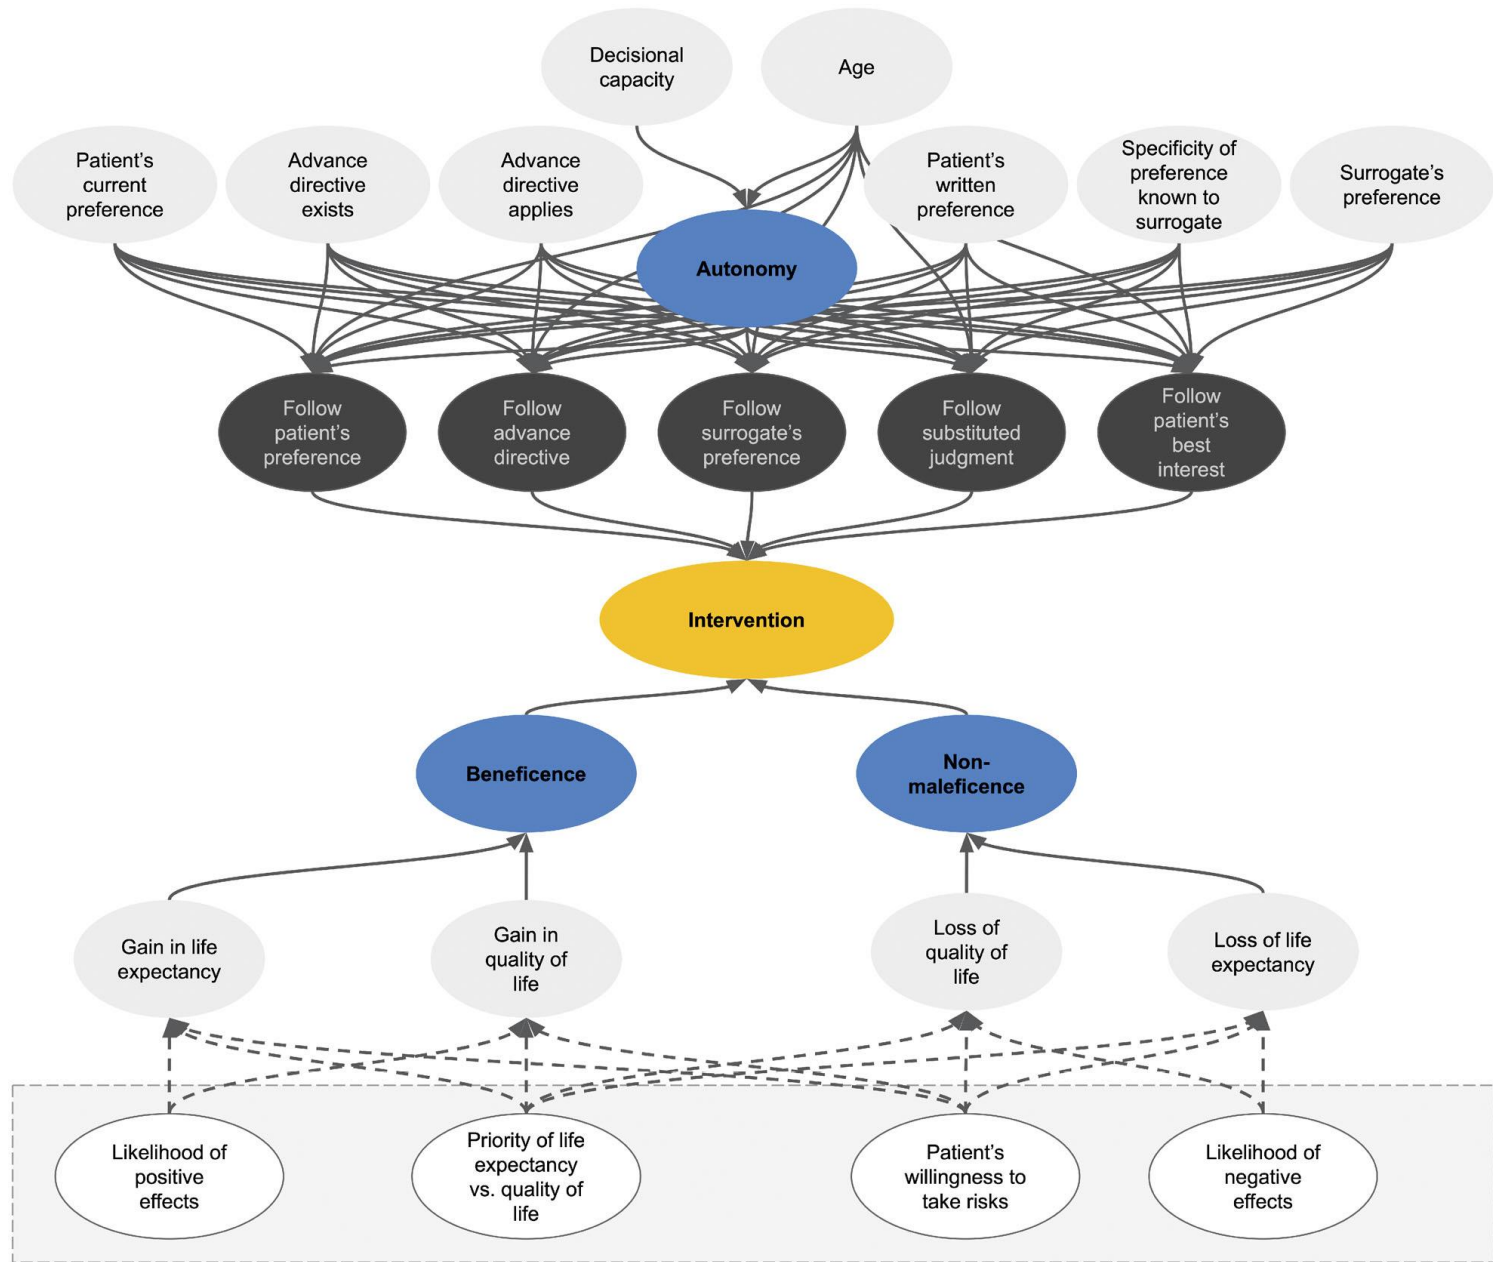 Decisional
capacity
Age
Patient's
current
preference
Advance
directive
exists
Advance
directive
applies
Patient's
written
preference
Specificity of
preference
known to
surrogate
Surrogate's
preference
Autonomy
Follow
patient's
preference
Follow
advance
directive
Follow
surrogate's
preference
Follow
substituted
judgment
Follow
patient's
best
interest
Intervention
Beneficence
Non-
maleficence
Gain in life
expectancy
Gain in
quality of
life
Loss of
quality of
life
Loss of life
expectancy
Likelihood of
positive
effects
Priority of life
expectancy
vs. quality of
life
Patient's
willingness to
take risks
Likelihood of
negative
effects